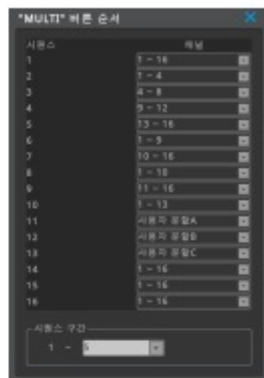 "MULTI" 버튼 순서
시퀀스 채널
1 1 ~ 16
2 1 ~ 4
3 4 ~ 8
4 9 ~ 12
5 13 ~ 16
6 1 ~ 9
7 10 ~ 16
8 1 ~ 10
9 11 ~ 16
10 1 ~ 13
11 사용자 분할A
12 사용자 분할B
13 사용자 분할C
14 1 ~ 16
15 1 ~ 16
16 1 ~ 16
시퀀스 구간
1 ~ 5